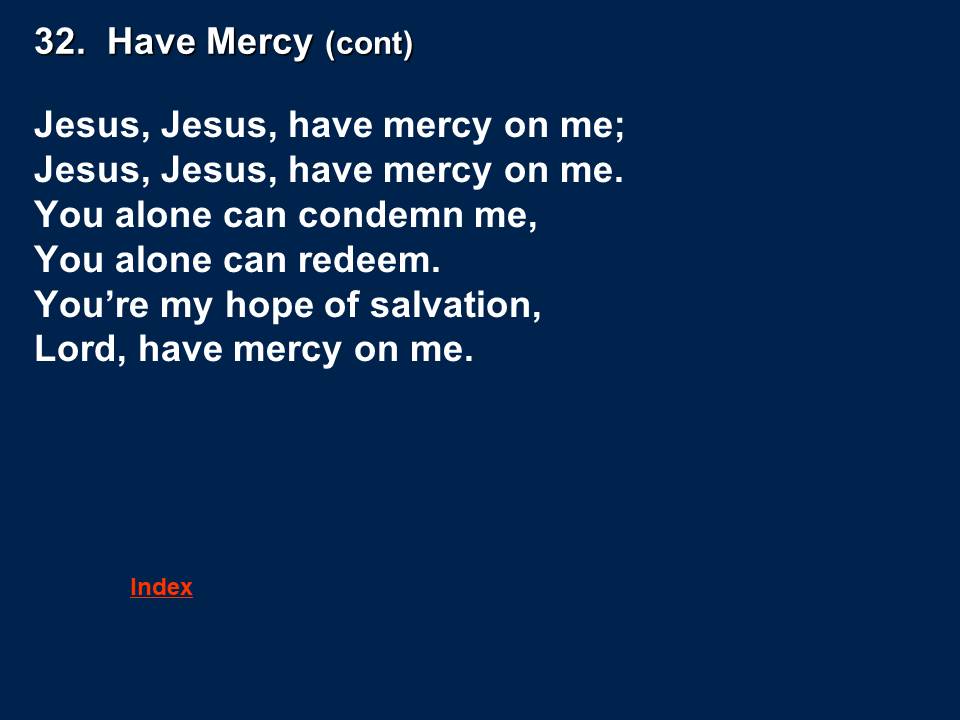 32.  Have Mercy (cont)
Jesus, Jesus, have mercy on me;
Jesus, Jesus, have mercy on me.
You alone can condemn me,
You alone can redeem.
You’re my hope of salvation,
Lord, have mercy on me.
Index